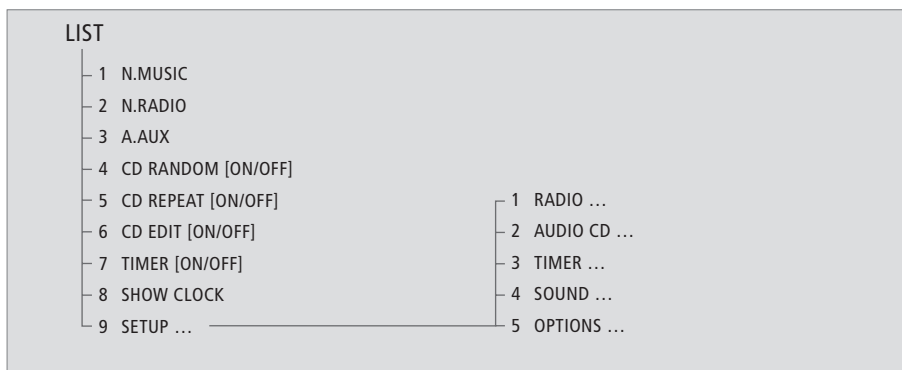 LIST
1 N.MUSIC
2 N.RADIO
3 A.AUX
4 CD RANDOM [ON/OFF]
5 CD REPEAT [ON/OFF]
6 CD EDIT [ON/OFF]
7 TIMER [ON/OFF]
8 SHOW CLOCK
9 SETUP ...
1 RADIO ...
2 AUDIO CD ...
3 TIMER ...
4 SOUND ...
5 OPTIONS ...